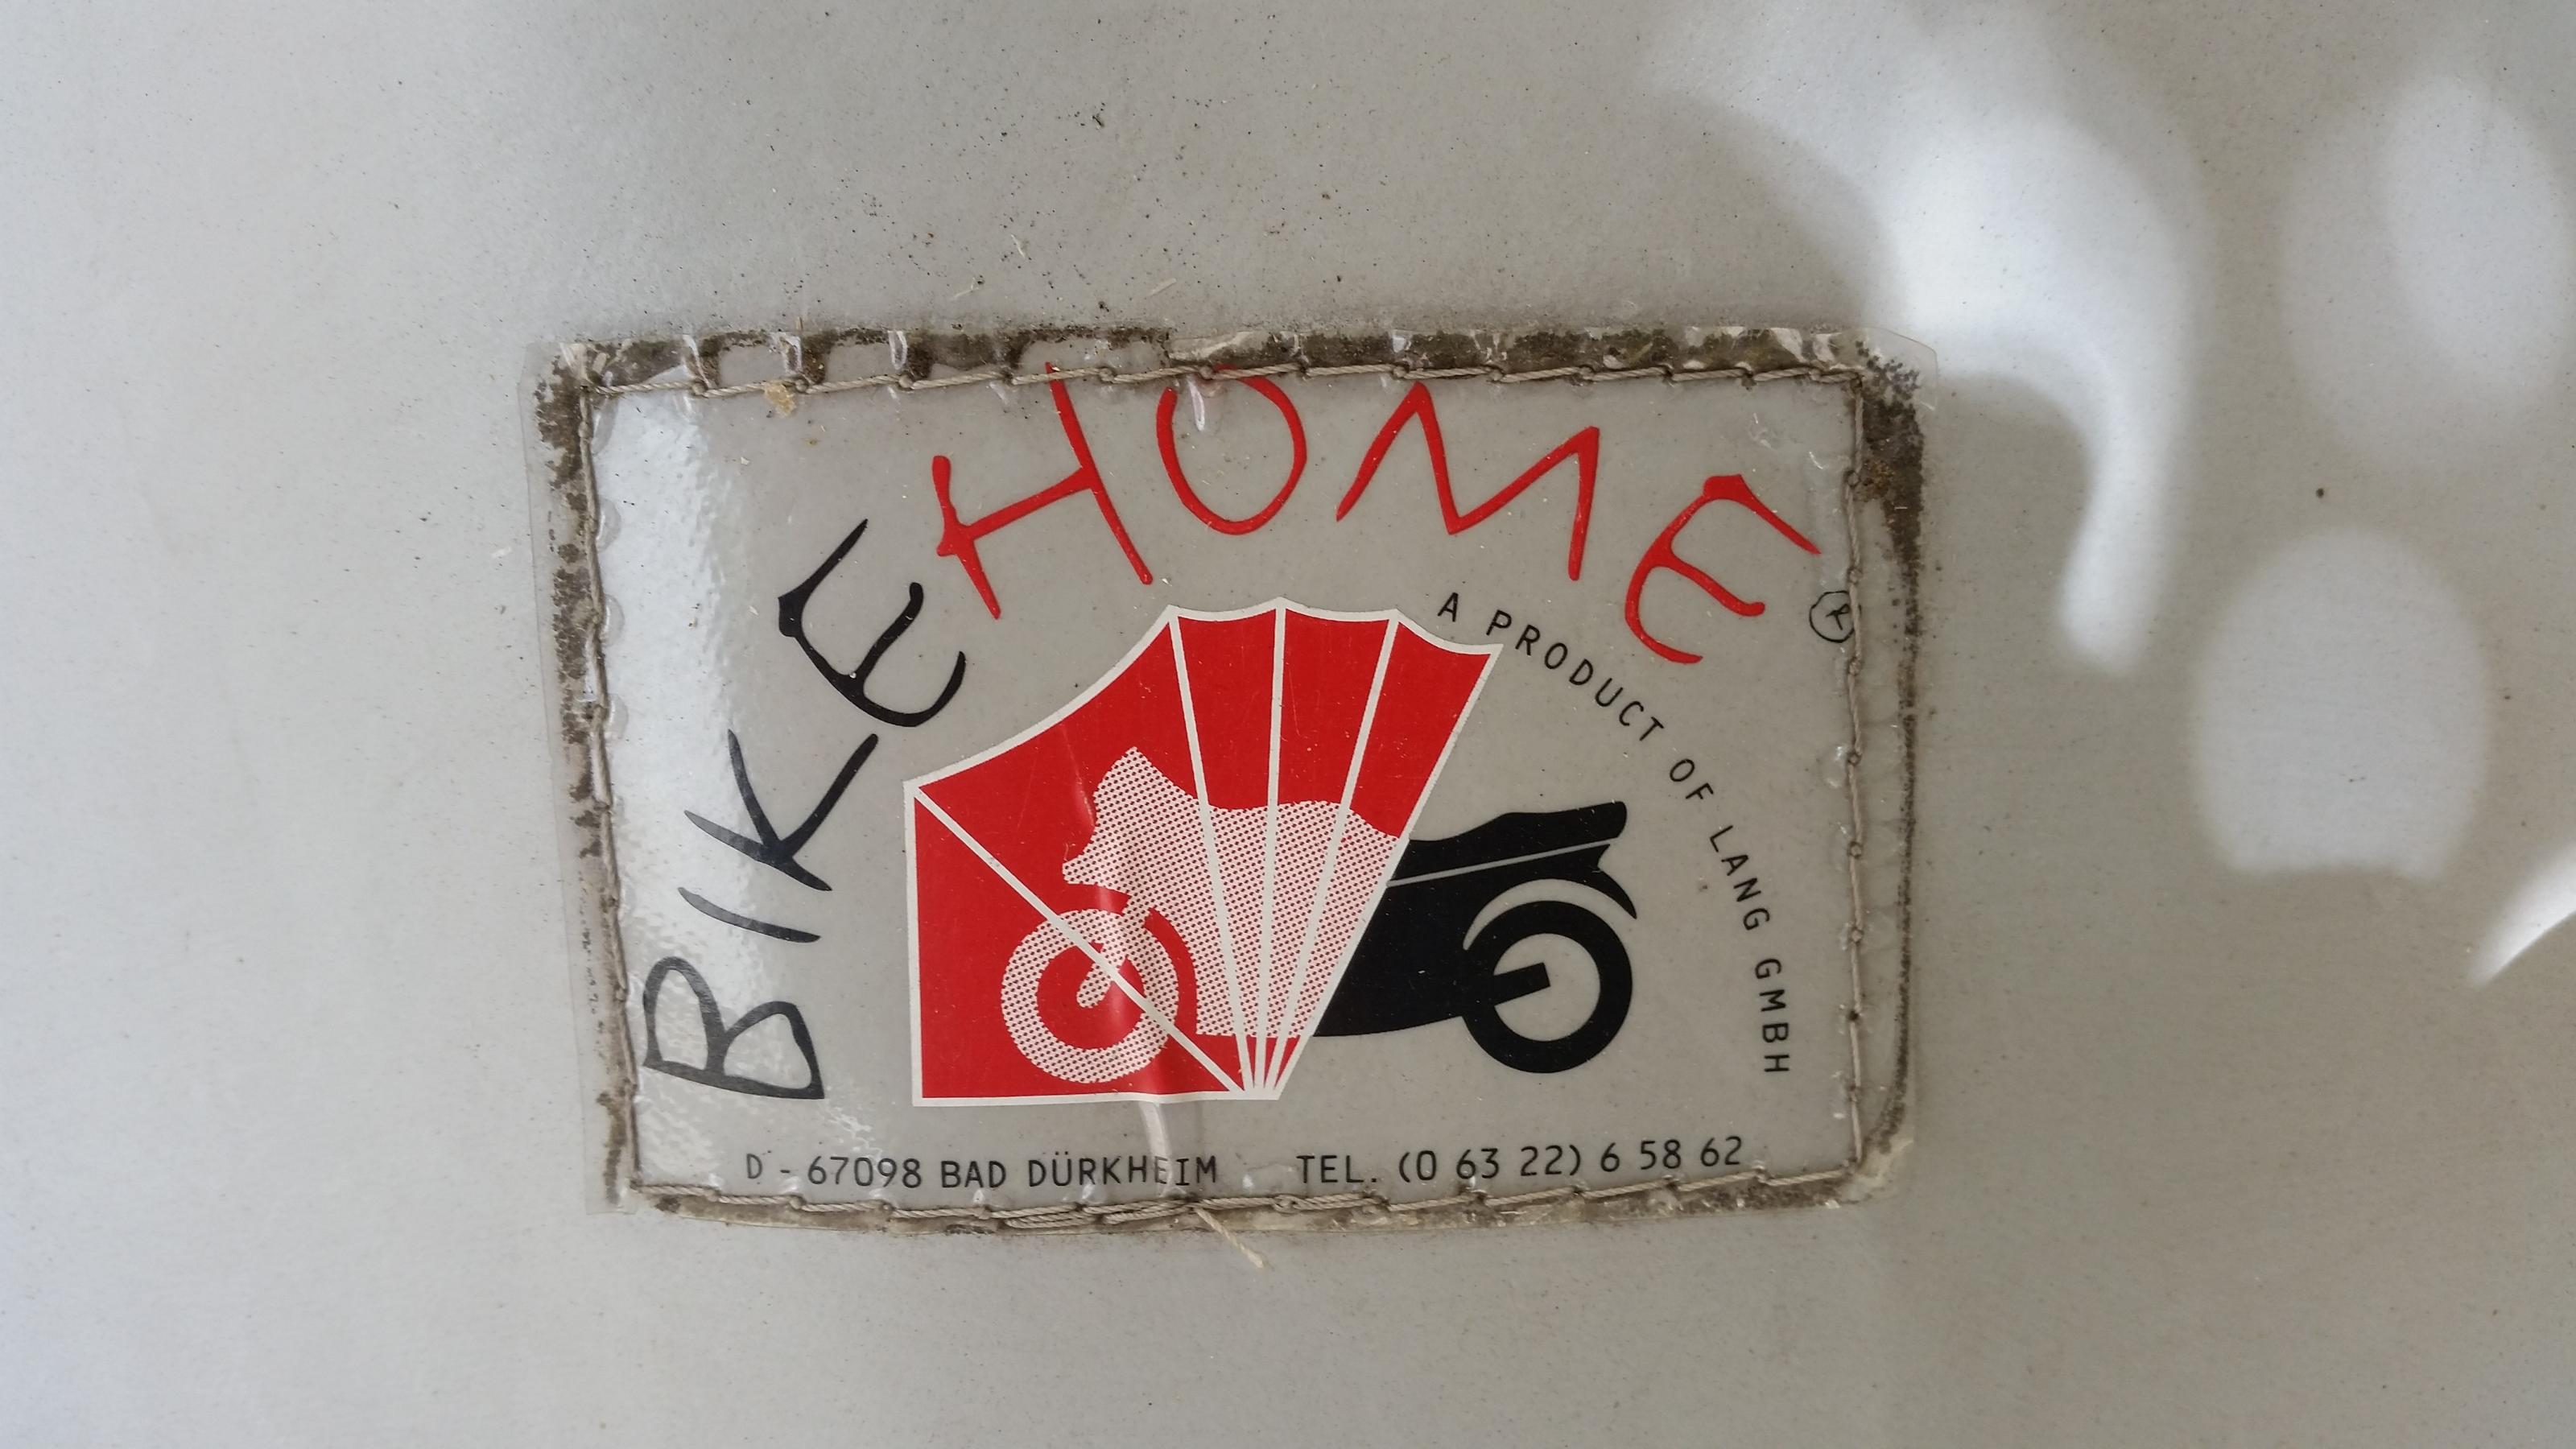 BIKEHOME ®
A PRODUCT OF LANG GMBH
D - 67098 BAD DÜRKHEIM TEL. (0 63 22) 6 58 62